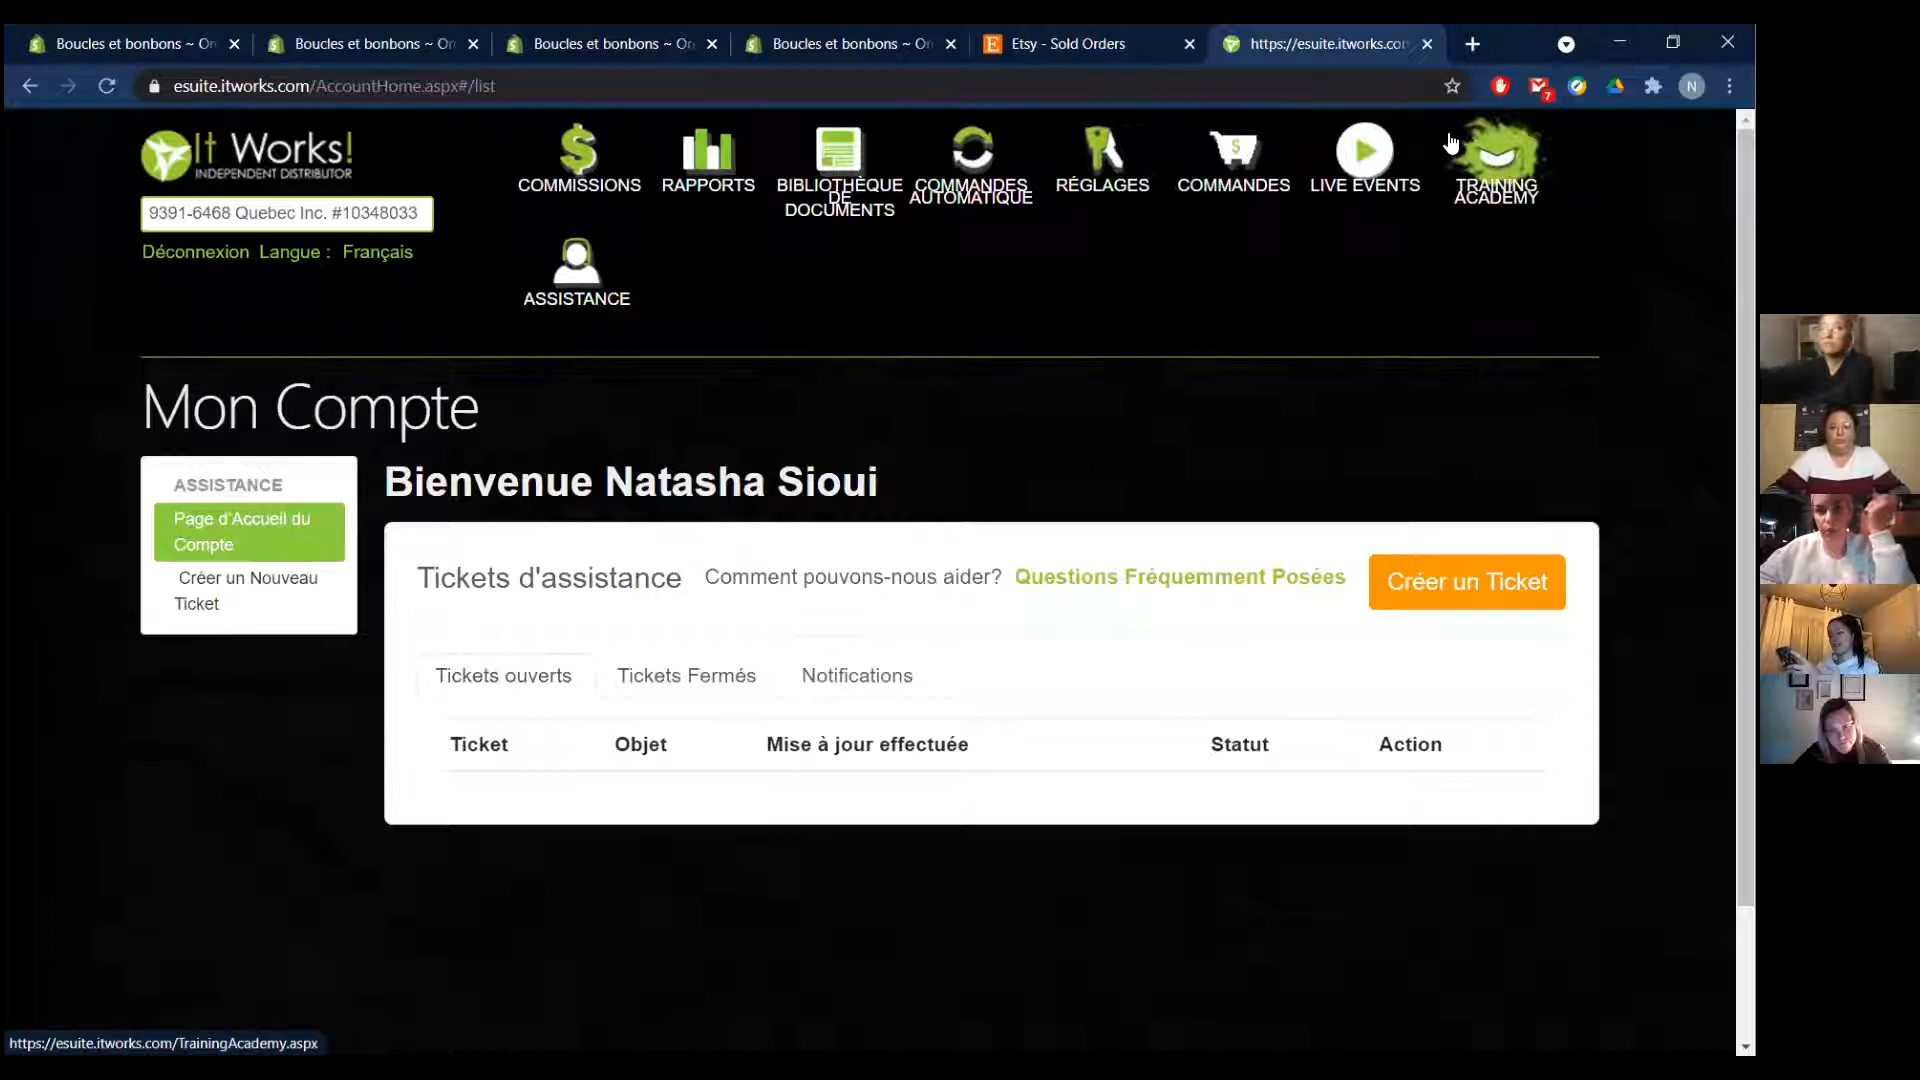 Boucles et bonbons ~ Or
Boucles et bonbons ~ Or
Boucles et bonbons ~ Or
Boucles et bonbons ~ Or
Etsy - Sold Orders
https://esuite.itworks.com
esuite.itworks.com/AccountHome.aspx#/list
7
N
It Works!
INDEPENDENT DISTRIBUTOR
9391-6468 Quebec Inc. #10348033
Déconnexion Langue : Français
COMMISSIONS
RAPPORTS
BIBLIOTHÈQUE
DE
DOCUMENTS
COMMANDES
AUTOMATIQUE
RÉGLAGES
COMMANDES
LIVE EVENTS
TRAINING
ACADEMY
ASSISTANCE
Mon Compte
ASSISTANCE
Page d'Accueil du
Compte
Créer un Nouveau
Ticket
Bienvenue Natasha Sioui
Tickets d'assistance Comment pouvons-nous aider? Questions Fréquemment Posées Créer un Ticket
Tickets ouverts Tickets Fermés Notifications
Ticket Objet Mise à jour effectuée Statut Action
https://esuite.itworks.com/TrainingAcademy.aspx